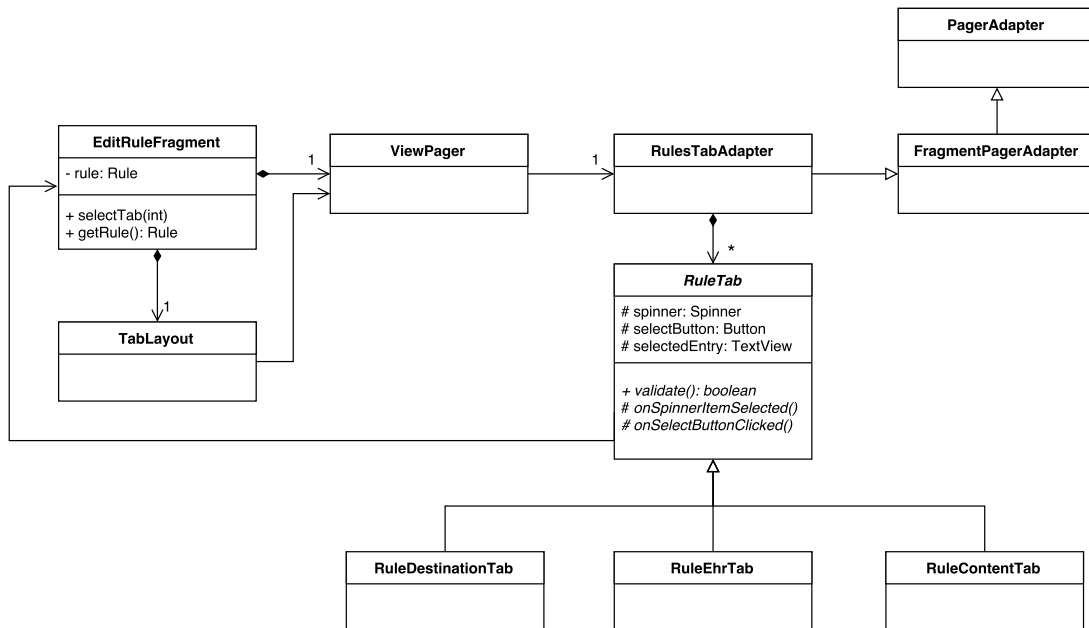 PagerAdapter
EditRuleFragment
- rule: Rule
+ selectTab(int)
+ getRule(): Rule
1
ViewPager
1
RulesTabAdapter
FragmentPagerAdapter
*
1
TabLayout
RuleTab
# spinner: Spinner
# selectButton: Button
# selectedEntry: TextView
+ validate(): boolean
# onSpinnerItemSelected()
# onSelectButtonClicked()
RuleDestinationTab
RuleEhrTab
RuleContentTab